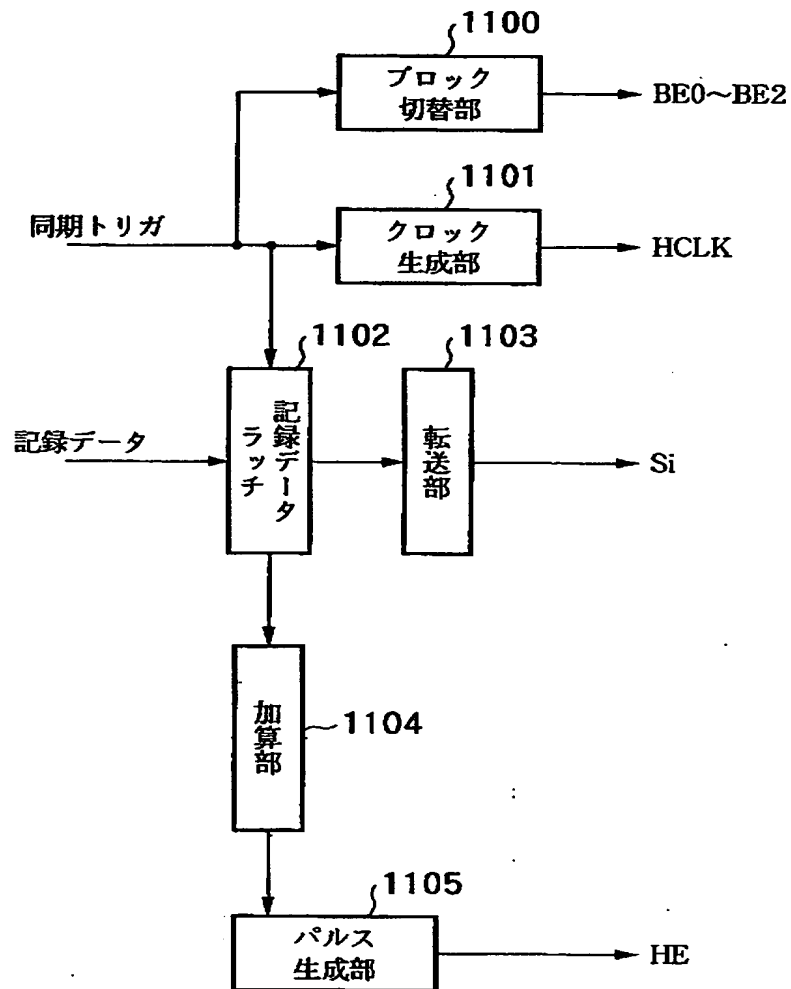 1100
ブロック
切替部
BE0～BE2
1101
同期トリガ
クロック
生成部
HCLK
1102
1103
記録データ
記録データ
ラッチ
転送部
Si
加算部
1104
1105
パルス
生成部
HE